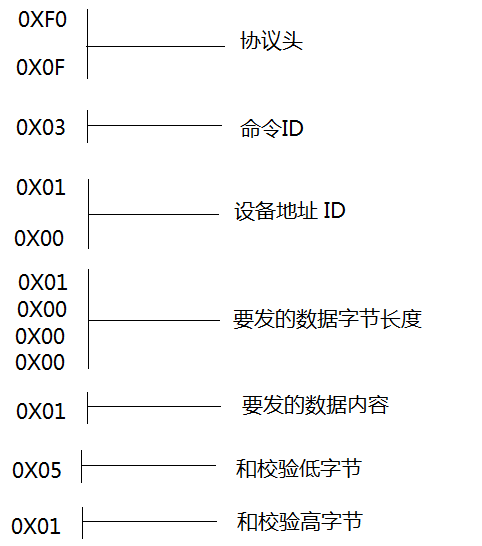 0XF0
协议头
0X0F
0X03
命令ID
0X01
设备地址 ID
0X00
0X01
0X00
要发的数据字节长度
0X00
0X00
0X01
要发的数据内容
0X05
和校验低字节
0X01
和校验高字节